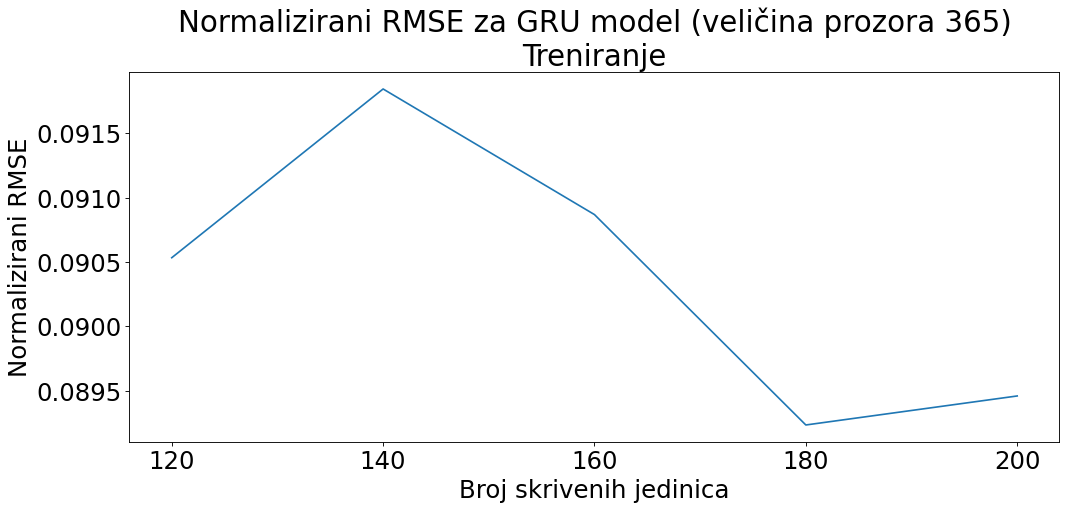 Normalizirani RMSE za GRU model (veličina prozora 365)
Treniranje
Normalizirani RMSE
0.0915
0.0910
0.0905
0.0900
0.0895
120 140 160 180 200
Broj skrivenih jedinica